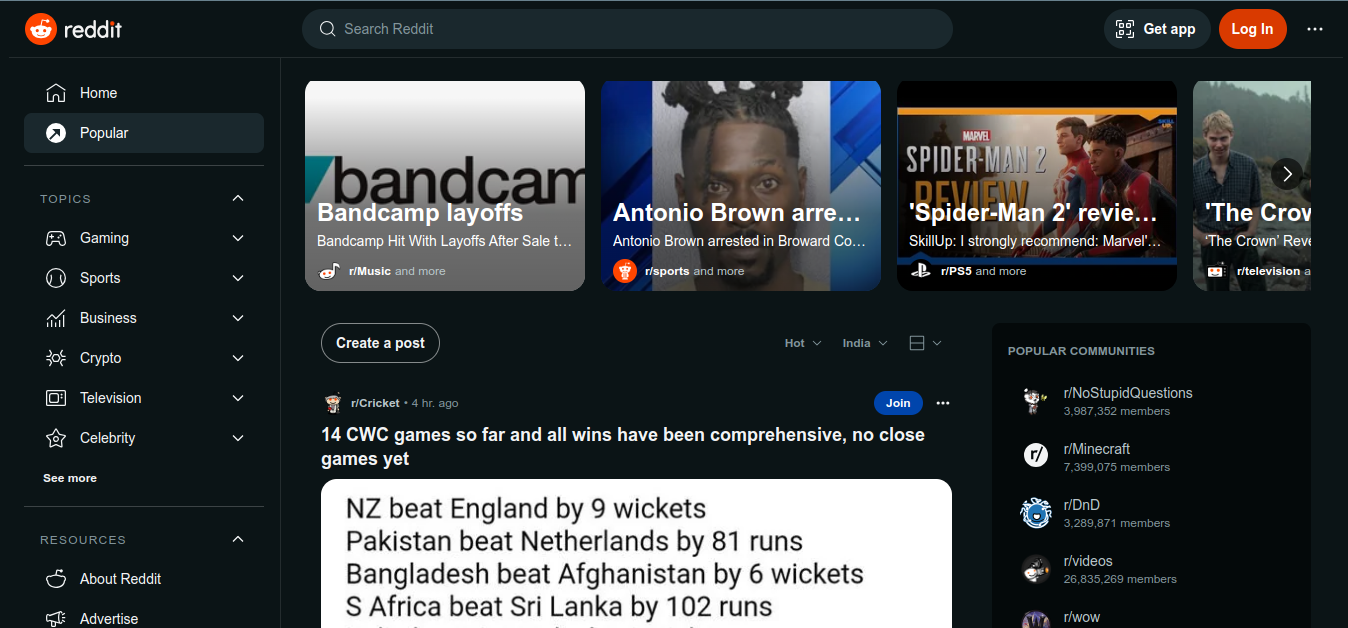 reddit
Search Reddit
Get app
Log In
Home
Popular
TOPICS
Gaming
Sports
Business
Crypto
Television
Celebrity
See more
RESOURCES
About Reddit
Advertise
bandcam
Bandcamp layoffs
Bandcamp Hit With Layoffs After Sale t...
r/Music and more
Antonio Brown arre...
Antonio Brown arrested in Broward Co...
r/sports and more
SKILL UP
MARVEL
SPIDER-MAN 2
REVIEW
'Spider-Man 2' revie...
SkillUp: I strongly recommend: Marvel'...
r/PS5 and more
'The Crow
'The Crown' Reve
r/television a
Create a post
Hot
India
r/Cricket • 4 hr. ago
Join
14 CWC games so far and all wins have been comprehensive, no close
games yet
NZ beat England by 9 wickets
Pakistan beat Netherlands by 81 runs
Bangladesh beat Afghanistan by 6 wickets
S Africa beat Sri Lanka by 102 runs
POPULAR COMMUNITIES
r/NoStupidQuestions
3,987,352 members
r/
r/Minecraft
7,399,075 members
r/DnD
3,289,871 members
r/videos
26,835,269 members
r/wow